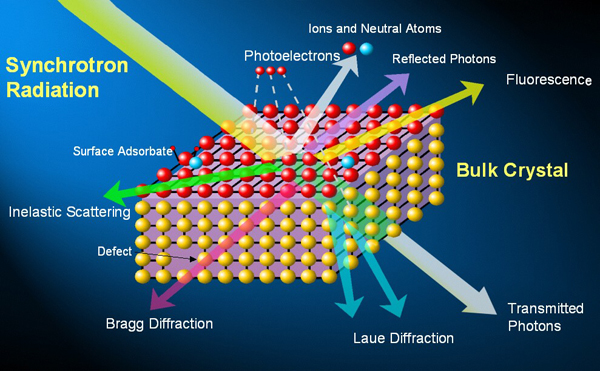 Ions and Neutral Atoms
Photoelectrons
Reflected Photons
Synchrotron
Radiation
Fluorescence
Surface Adsorbate
Bulk Crystal
Inelastic Scattering
Defect
Bragg Diffraction
Laue Diffraction
Transmitted
Photons